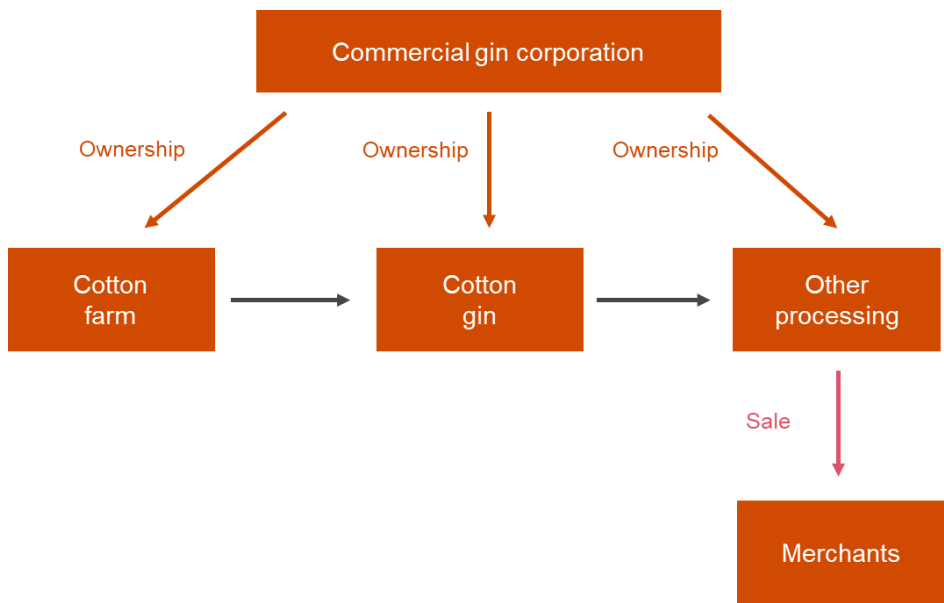 Commercial gin corporation
Ownership
Ownership
Ownership
Cotton
farm
Cotton
gin
Other
processing
Sale
Merchants